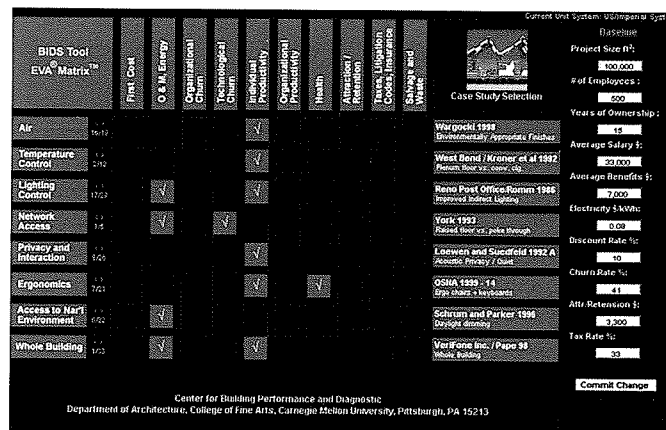 Current Unit System: US/Imperial Syst
BIDS Tool
EVA® Matrix™
First Cost
O & M, Energy
Organizational Churn
Technological Churn
Individual Productivity
Organizational Productivity
Health
Attraction / Retention
Taxes, Litigation Codes, Insurance
Salvage and Waste
Case Study Selection
Baseline
Project Size ft²:
100,000
# of Employees :
500
Years of Ownership :
15
Average Salary $:
33,000
Average Benefits $:
7,000
Electricity $/kWh:
0.08
Discount Rate %:
10
Churn Rate %:
41
Attr./Retention $:
3,300
Tax Rate %:
33
Commit Change
Air
√
Wargocki 1998
Environmentally Appropriate Finishes
Temperature
Control
√
West Bend / Kroner et al 1992
Plenum floor vs. conv. clg.
Lighting
Control
√ √
Reno Post Office/Romm 1986
Improved Indirect Lighting
Network
Access
√ √
York 1993
Raised floor vs. poke through
Privacy and
Interaction
√
Loewen and Suedfeld 1992 A
Acoustic Privacy / Quiet
Ergonomics
√ √
OSHA 1999 - 14
Ergo chairs + keyboards
Access to Nat'l
Environment
√
Schrum and Parker 1996
Daylight dimming
Whole Building
√ √
VeriFone Inc. / Pape 98
Whole Building
Center for Building Performance and Diagnostic
Department of Architecture, College of Fine Arts, Carnegie Mellon University, Pittsburgh, PA 15213